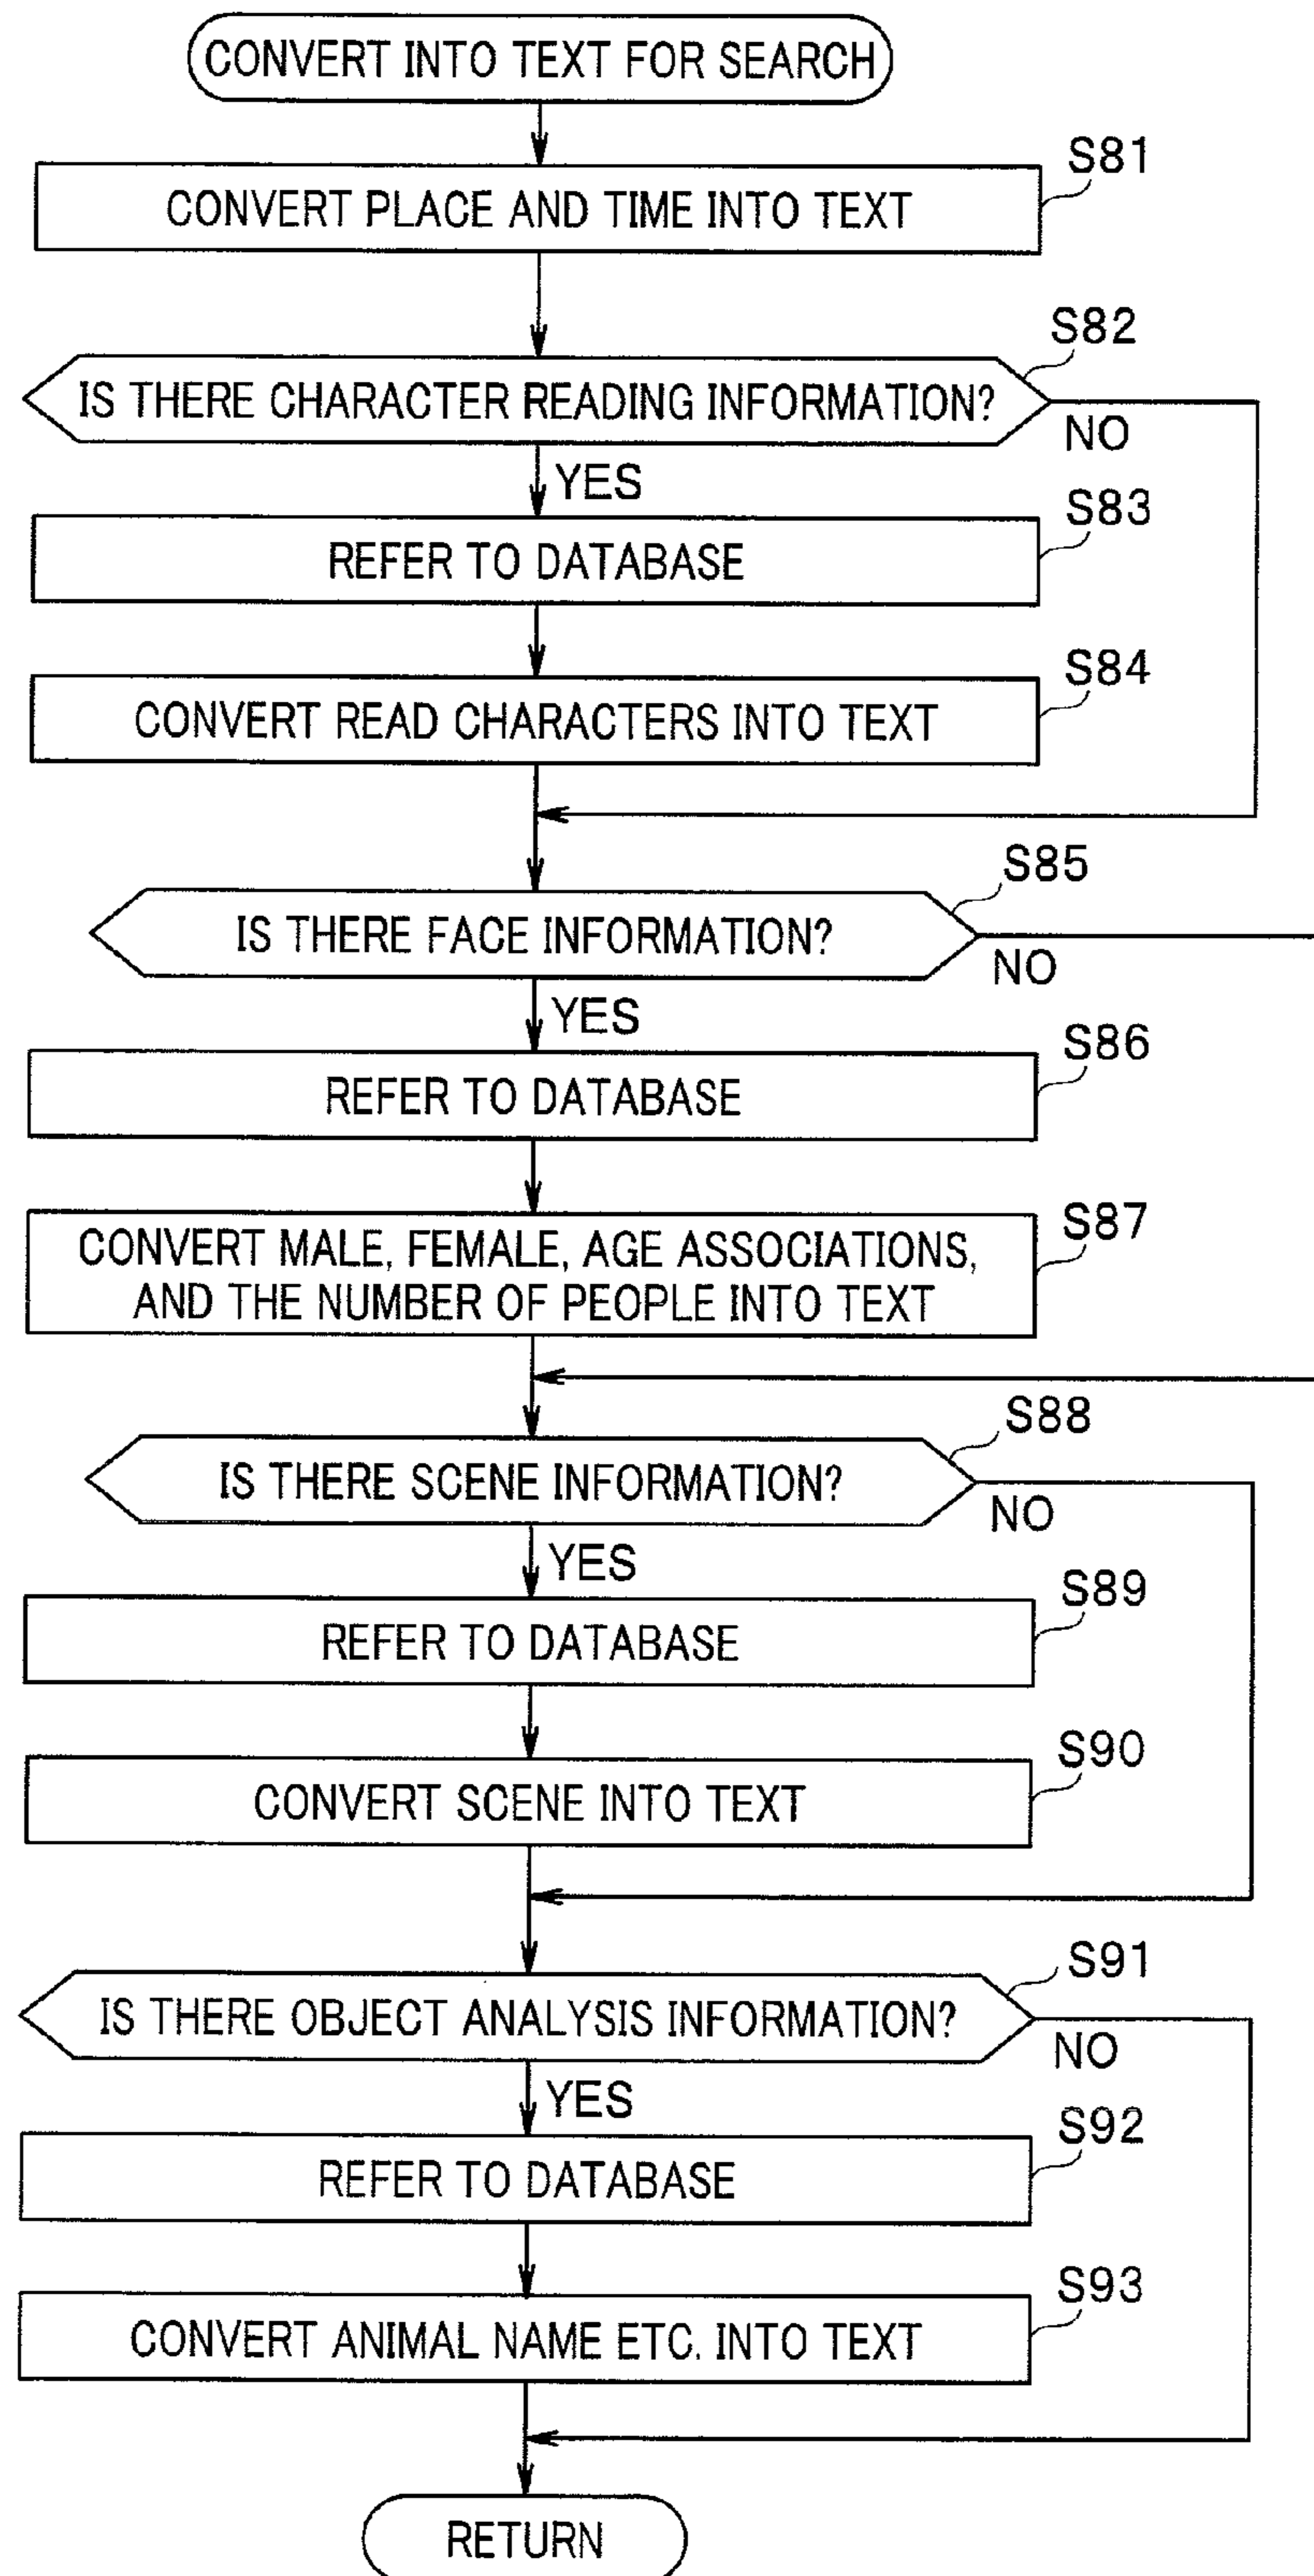 CONVERT INTO TEXT FOR SEARCH
S81
CONVERT PLACE AND TIME INTO TEXT
S82
IS THERE CHARACTER READING INFORMATION?
NO
YES
S83
REFER TO DATABASE
S84
CONVERT READ CHARACTERS INTO TEXT
S85
IS THERE FACE INFORMATION?
NO
YES
S86
REFER TO DATABASE
S87
CONVERT MALE, FEMALE, AGE ASSOCIATIONS,
AND THE NUMBER OF PEOPLE INTO TEXT
S88
IS THERE SCENE INFORMATION?
NO
YES
S89
REFER TO DATABASE
S90
CONVERT SCENE INTO TEXT
S91
IS THERE OBJECT ANALYSIS INFORMATION?
NO
YES
S92
REFER TO DATABASE
S93
CONVERT ANIMAL NAME ETC. INTO TEXT
RETURN